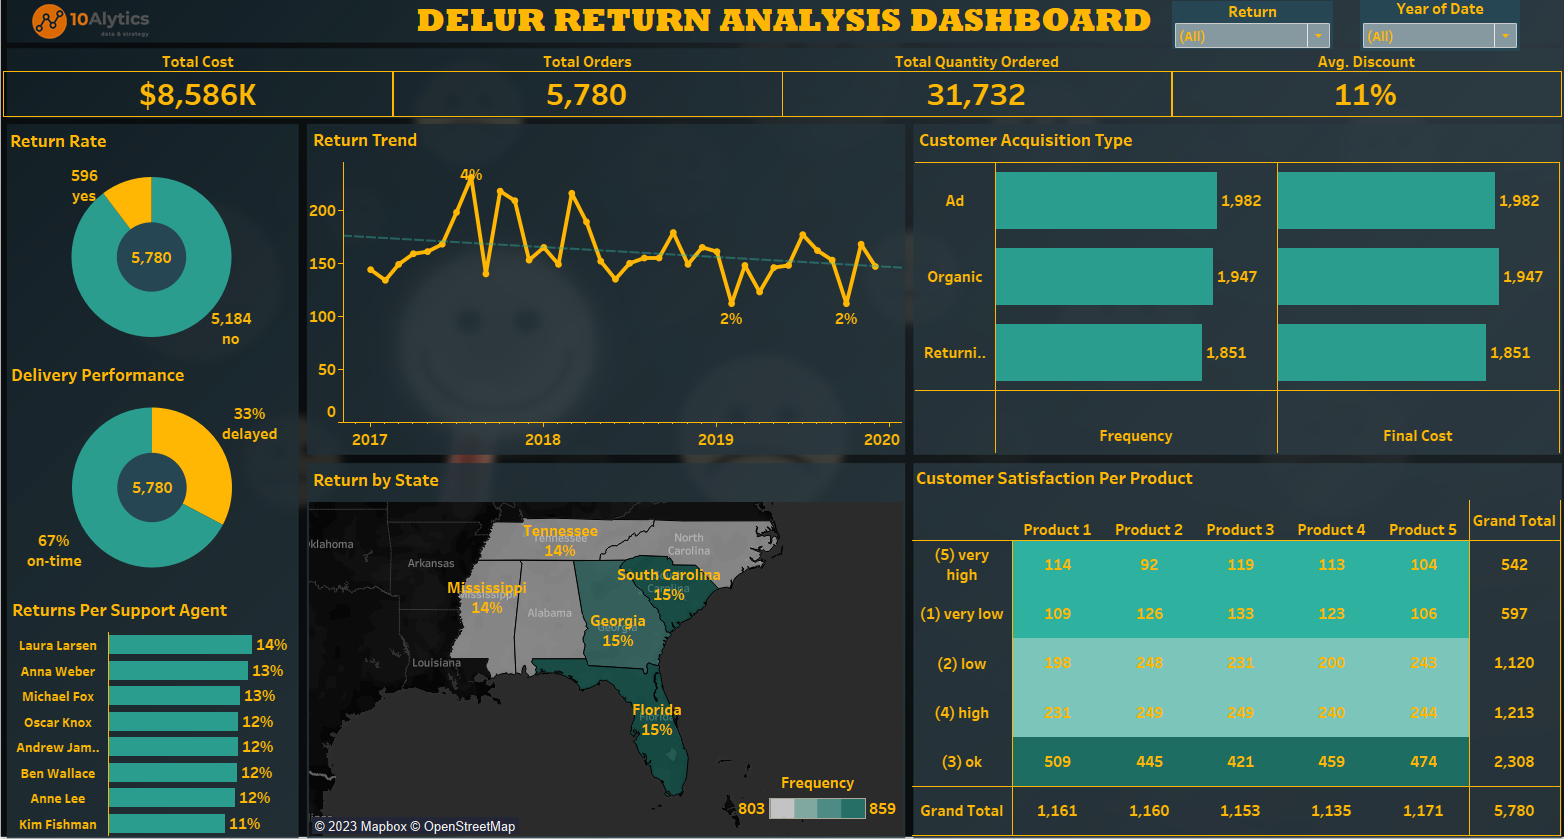 10Alytics
data & strategy
DELUR RETURN ANALYSIS DASHBOARD
Return
(All)
Year of Date
(All)
Total Cost
$8,586K
Total Orders
5,780
Total Quantity Ordered
31,732
Avg. Discount
11%
Return Rate
596
yes
5,780
5,184
no
Delivery Performance
33%
delayed
5,780
67%
on-time
Returns Per Support Agent
Laura Larsen 14%
Anna Weber 13%
Michael Fox 13%
Oscar Knox 12%
Andrew Jam.. 12%
Ben Wallace 12%
Anne Lee 12%
Kim Fishman 11%
Return Trend
4%
200
150
100
2% 2%
50
0
2017 2018 2019 2020
Return by State
Tennessee
Tennessee
14%
North
Carolina
Arkansas
South Carolina
Carolina
15%
Mississippi
Mississippi
14%
Alabama
Georgia
Georgia
15%
Louisiana
Florida
Florida
15%
Frequency
803 859
© 2023 Mapbox © OpenStreetMap
Customer Acquisition Type
Ad 1,982 1,982
Organic 1,947 1,947
Returni.. 1,851 1,851
Frequency Final Cost
Customer Satisfaction Per Product
Product 1 Product 2 Product 3 Product 4 Product 5 Grand Total
(5) very
high 114 92 119 113 104 542
(1) very low 109 126 133 123 106 597
(2) low 198 248 231 200 243 1,120
(4) high 231 249 249 240 244 1,213
(3) ok 509 445 421 459 474 2,308
Grand Total 1,161 1,160 1,153 1,135 1,171 5,780